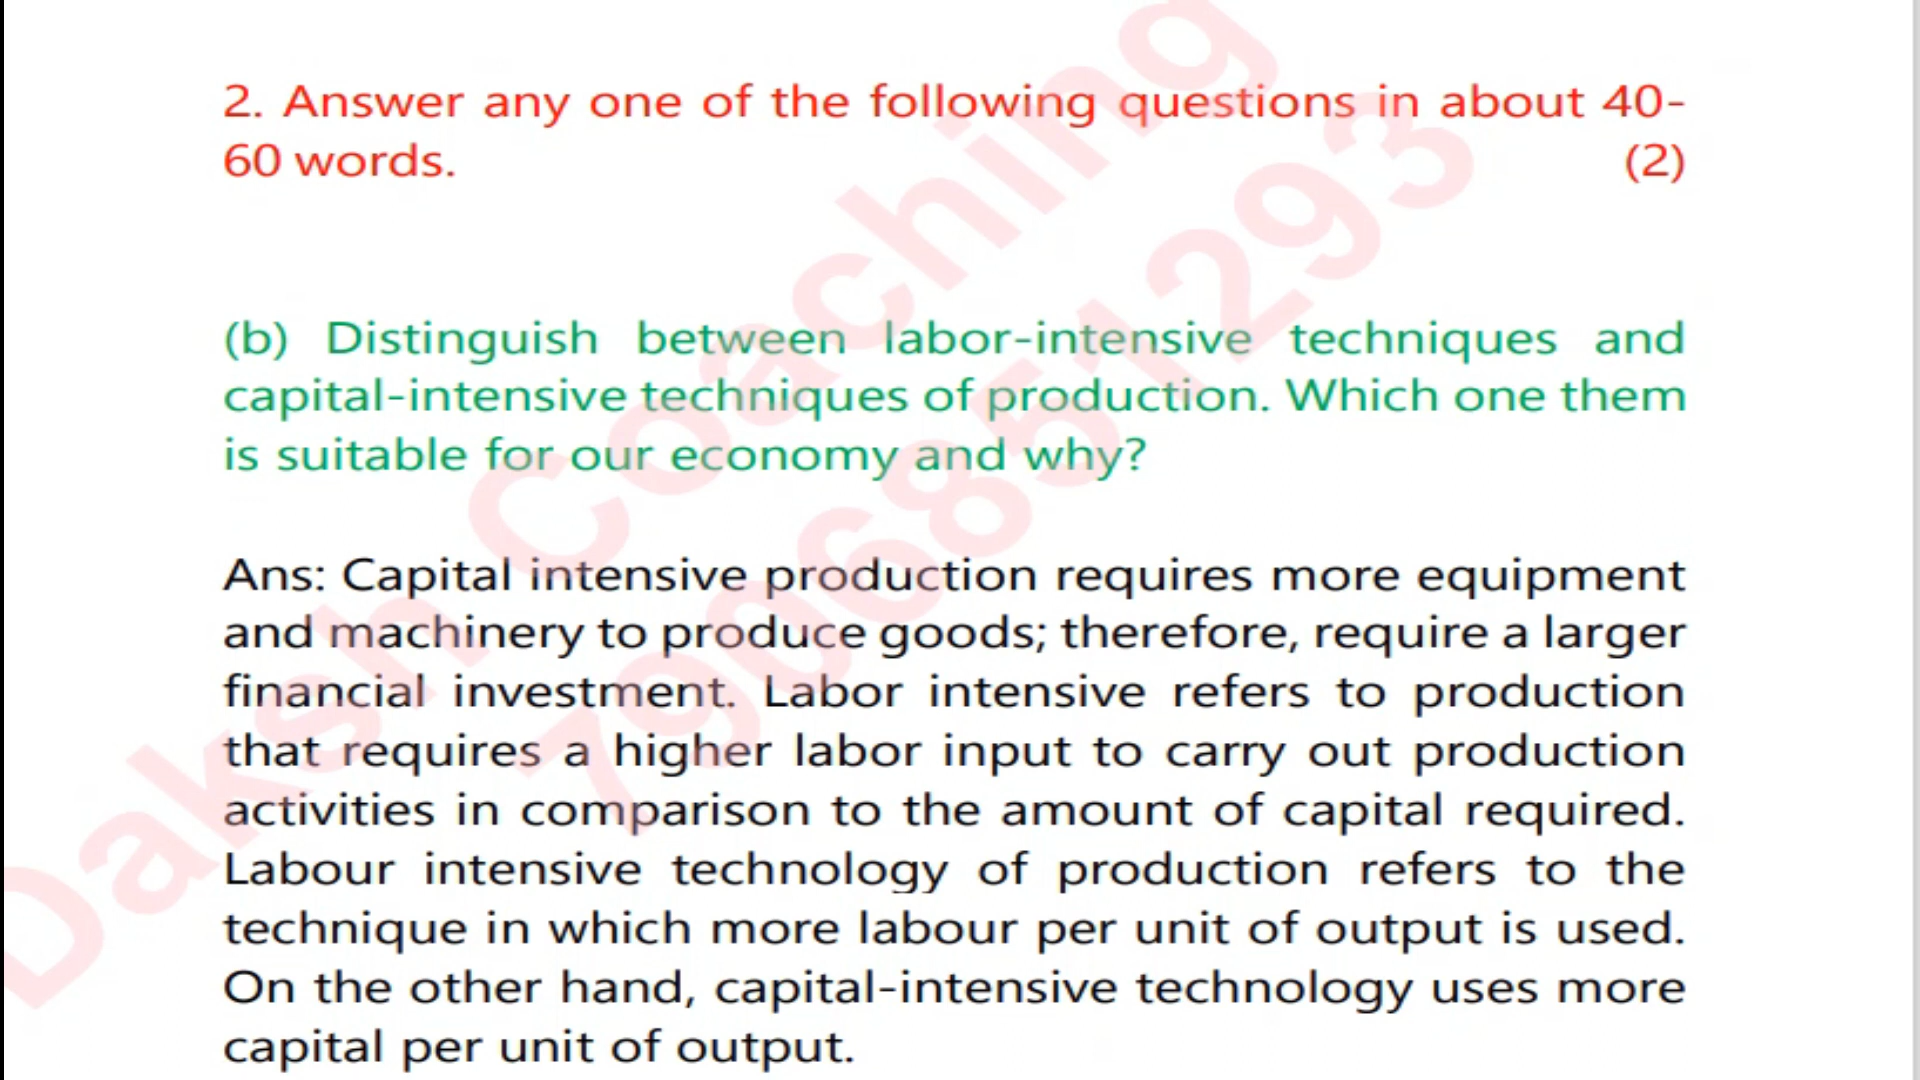 2. Answer any one of the following questions in about 40-
60 words. (2)
(b) Distinguish between labor-intensive techniques and
capital-intensive techniques of production. Which one them
is suitable for our economy and why?
Ans: Capital intensive production requires more equipment
and machinery to produce goods; therefore, require a larger
financial investment. Labor intensive refers to production
that requires a higher labor input to carry out production
activities in comparison to the amount of capital required.
Labour intensive technology of production refers to the
technique in which more labour per unit of output is used.
On the other hand, capital-intensive technology uses more
capital per unit of output.
Daksh Coaching
7906851293